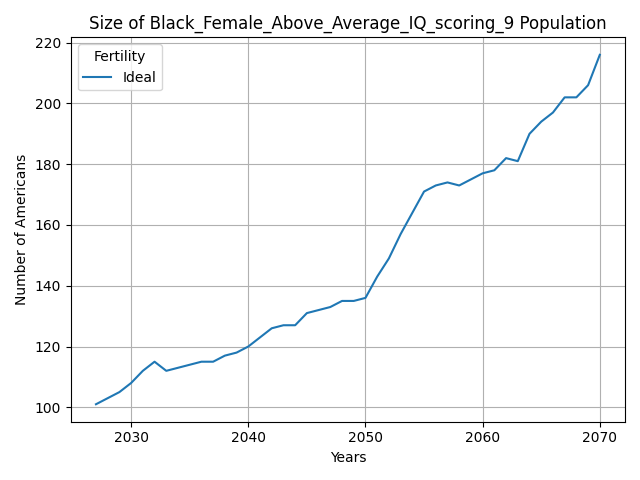 Size of Black_Female_Above_Average_IQ_scoring_9 Population
Fertility
Ideal
Number of Americans
220
200
180
160
140
120
100
2030 2040 2050 2060 2070
Years